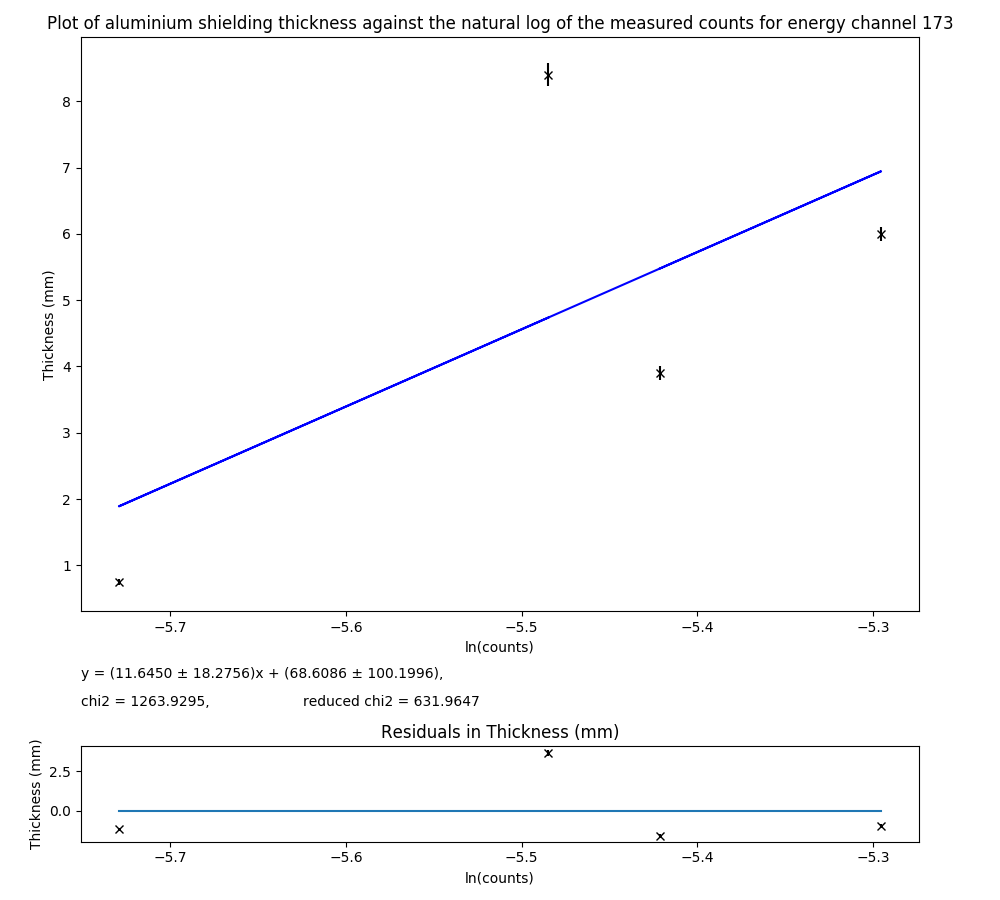 Plot of aluminium shielding thickness against the natural log of the measured counts for energy channel 173
8
7
6
5
4
3
2
1
Thickness (mm)
−5.7 −5.6 −5.5 −5.4 −5.3
ln(counts)
y = (11.6450 ± 18.2756)x + (68.6086 ± 100.1996),
chi2 = 1263.9295, reduced chi2 = 631.9647
Residuals in Thickness (mm)
2.5
0.0
Thickness (mm)
−5.7 −5.6 −5.5 −5.4 −5.3
ln(counts)